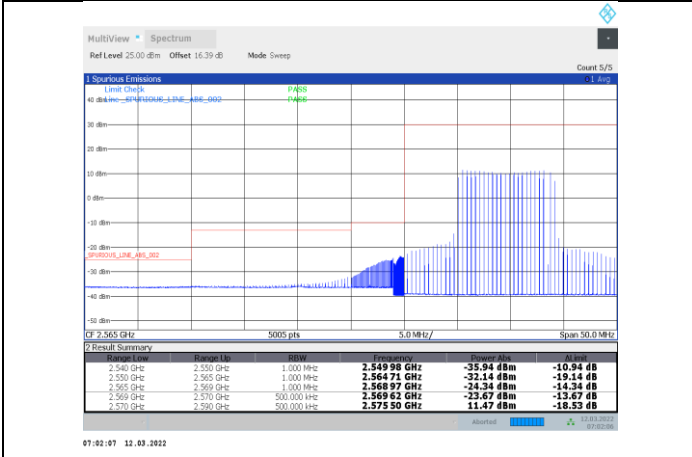 MultiView Spectrum
Ref Level 25.00 dBm Offset 16.39 dB Mode Sweep
Count 5/5
1 Spurious Emissions 1 Avg
Limit Check PASS
40 dBm Line _SPURIOUS_LINE_ABS_002 PASS
30 dBm
20 dBm
10 dBm
0 dBm
-10 dBm
-20 dBm
_SPURIOUS_LINE_ABS_002
-30 dBm
-40 dBm
-50 dBm
CF 2.565 GHz 5005 pts 5.0 MHz/ Span 50.0 MHz
2 Result Summary
Range Low Range Up RBW Frequency Power Abs ΔLimit
2.540 GHz 2.550 GHz 1.000 MHz 2.549 98 GHz -35.94 dBm -10.94 dB
2.550 GHz 2.565 GHz 1.000 MHz 2.564 71 GHz -32.14 dBm -19.14 dB
2.565 GHz 2.569 GHz 1.000 MHz 2.568 97 GHz -24.34 dBm -14.34 dB
2.569 GHz 2.570 GHz 500.000 kHz 2.569 62 GHz -23.67 dBm -13.67 dB
2.570 GHz 2.590 GHz 500.000 kHz 2.575 50 GHz 11.47 dBm -18.53 dB
Aborted 12.03.2022
07:02:06
07:02:07 12.03.2022